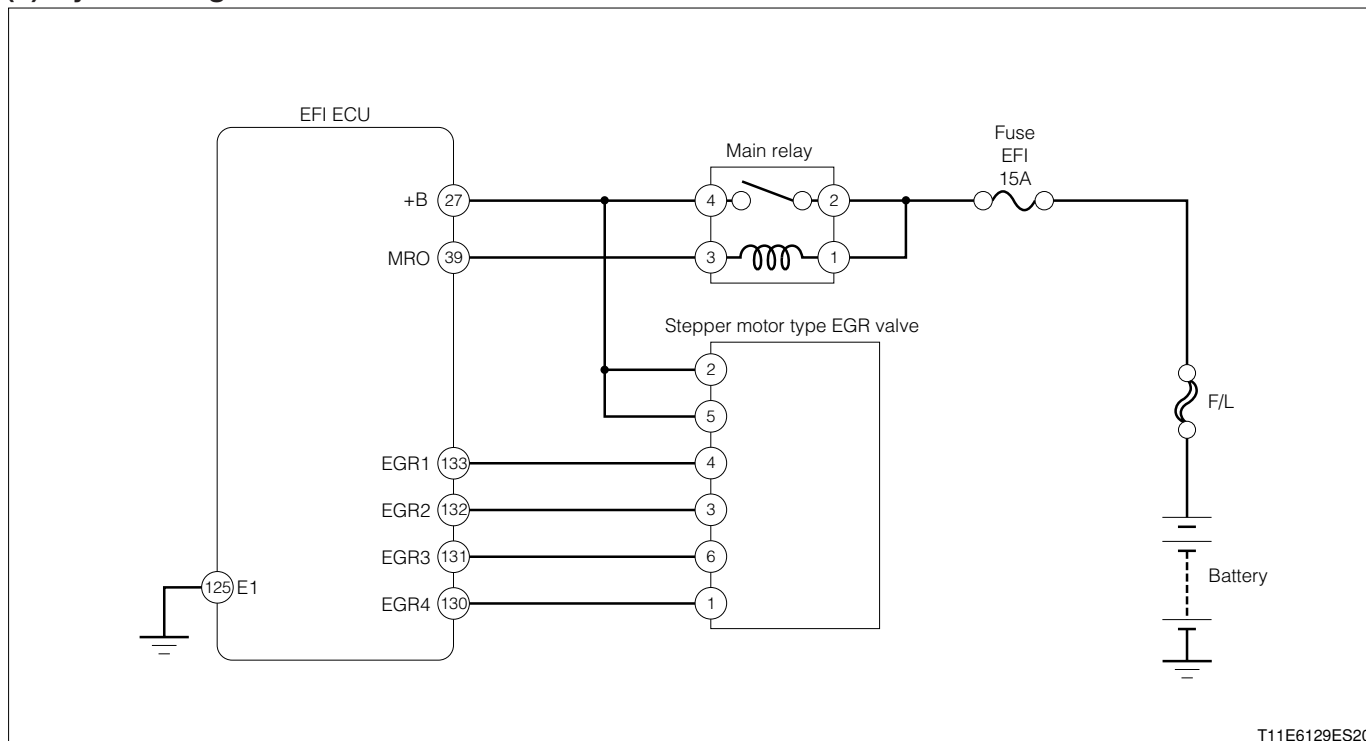 EFI ECU
Fuse
EFI
15A
Main relay
+B 27
4
2
MRO 39
3
1
Stepper motor type EGR valve
2
F/L
5
EGR1 133
4
EGR2 132
3
EGR3 131
6
Battery
125 E1
EGR4 130
1
T11E6129ES20